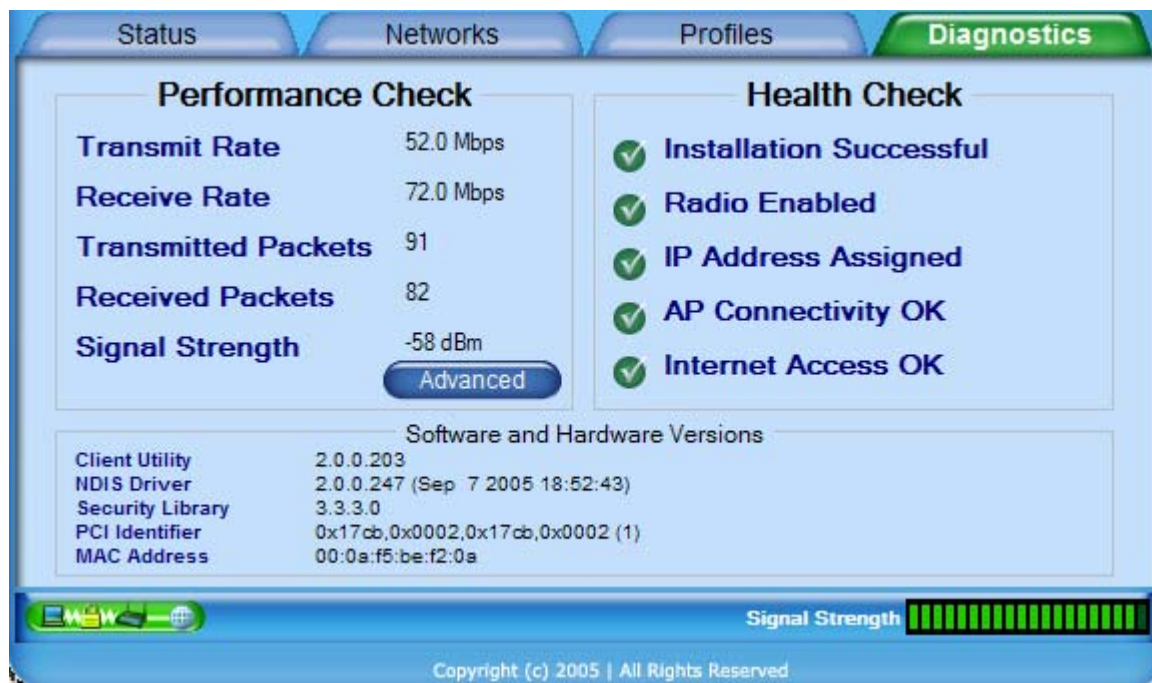 Status
Networks
Profiles
Diagnostics
Performance Check
Transmit Rate 52.0 Mbps
Receive Rate 72.0 Mbps
Transmitted Packets 91
Received Packets 82
Signal Strength -58 dBm
Advanced
Health Check
Installation Successful
Radio Enabled
IP Address Assigned
AP Connectivity OK
Internet Access OK
Software and Hardware Versions
Client Utility 2.0.0.203
NDIS Driver 2.0.0.247 (Sep 7 2005 18:52:43)
Security Library 3.3.3.0
PCI Identifier 0x17cb,0x0002,0x17cb,0x0002 (1)
MAC Address 00:0a:f5:be:f2:0a
Signal Strength
Copyright (c) 2005 | All Rights Reserved